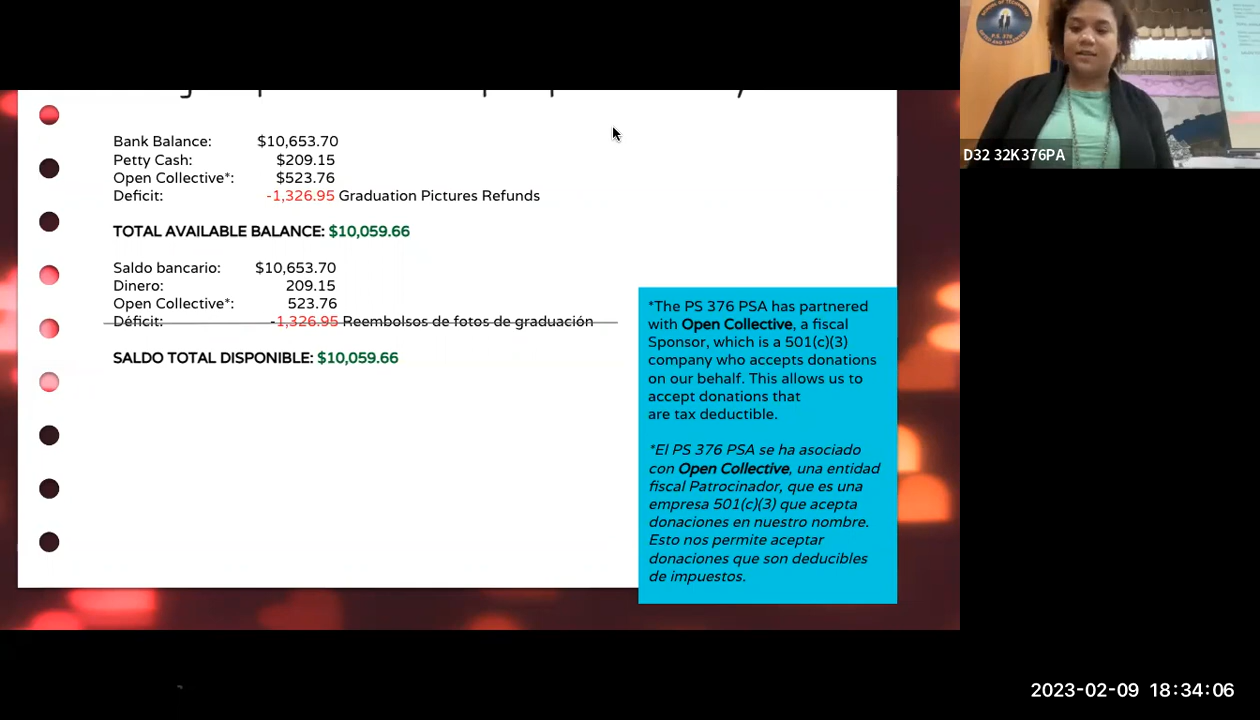 Bank Balance: $10,653.70
Petty Cash: $209.15
Open Collective*: $523.76
Deficit: -1,326.95 Graduation Pictures Refunds
TOTAL AVAILABLE BALANCE: $10,059.66
Saldo bancario: $10,653.70
Dinero: 209.15
Open Collective*: 523.76
Déficit: -1,326.95 Reembolsos de fotos de graduación
SALDO TOTAL DISPONIBLE: $10,059.66
*The PS 376 PSA has partnered
with Open Collective, a fiscal
Sponsor, which is a 501(c)(3)
company who accepts donations
on our behalf. This allows us to
accept donations that
are tax deductible.
*El PS 376 PSA se ha asociado
con Open Collective, una entidad
fiscal Patrocinador, que es una
empresa 501(c)(3) que acepta
donaciones en nuestro nombre.
Esto nos permite aceptar
donaciones que son deducibles
de impuestos.
D32 32K376PA
2023-02-09 18:34:06